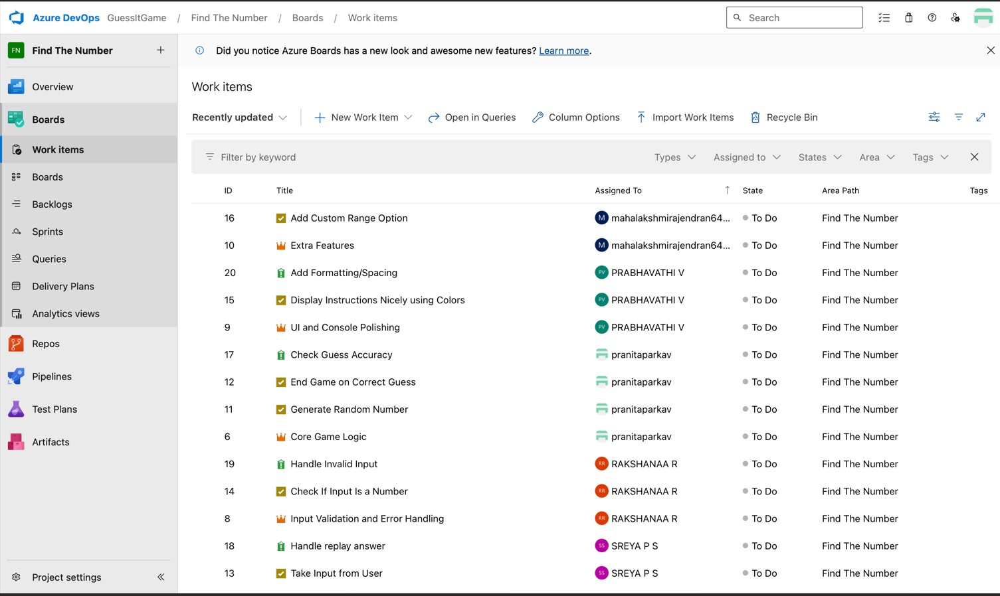 Azure DevOps GuessItGame / Find The Number / Boards / Work items Search
FN Find The Number +
Did you notice Azure Boards has a new look and awesome new features? Learn more.
Overview
Boards
Work items
Boards
Backlogs
Sprints
Queries
Delivery Plans
Analytics views
Repos
Pipelines
Test Plans
Artifacts
Project settings
Work items
Recently updated New Work Item Open in Queries Column Options Import Work Items Recycle Bin
Filter by keyword Types Assigned to States Area Tags
ID Title Assigned To ↑ State Area Path Tags
16 Add Custom Range Option M mahalakshmirajendran64... To Do Find The Number
10 Extra Features M mahalakshmirajendran64... To Do Find The Number
20 Add Formatting/Spacing PV PRABHAVATHI V To Do Find The Number
15 Display Instructions Nicely using Colors PV PRABHAVATHI V To Do Find The Number
9 UI and Console Polishing PV PRABHAVATHI V To Do Find The Number
17 Check Guess Accuracy pranitaparkav To Do Find The Number
12 End Game on Correct Guess pranitaparkav To Do Find The Number
11 Generate Random Number pranitaparkav To Do Find The Number
6 Core Game Logic pranitaparkav To Do Find The Number
19 Handle Invalid Input RR RAKSHANAA R To Do Find The Number
14 Check If Input Is a Number RR RAKSHANAA R To Do Find The Number
8 Input Validation and Error Handling RR RAKSHANAA R To Do Find The Number
18 Handle replay answer SS SREYA P S To Do Find The Number
13 Take Input from User SS SREYA P S To Do Find The Number